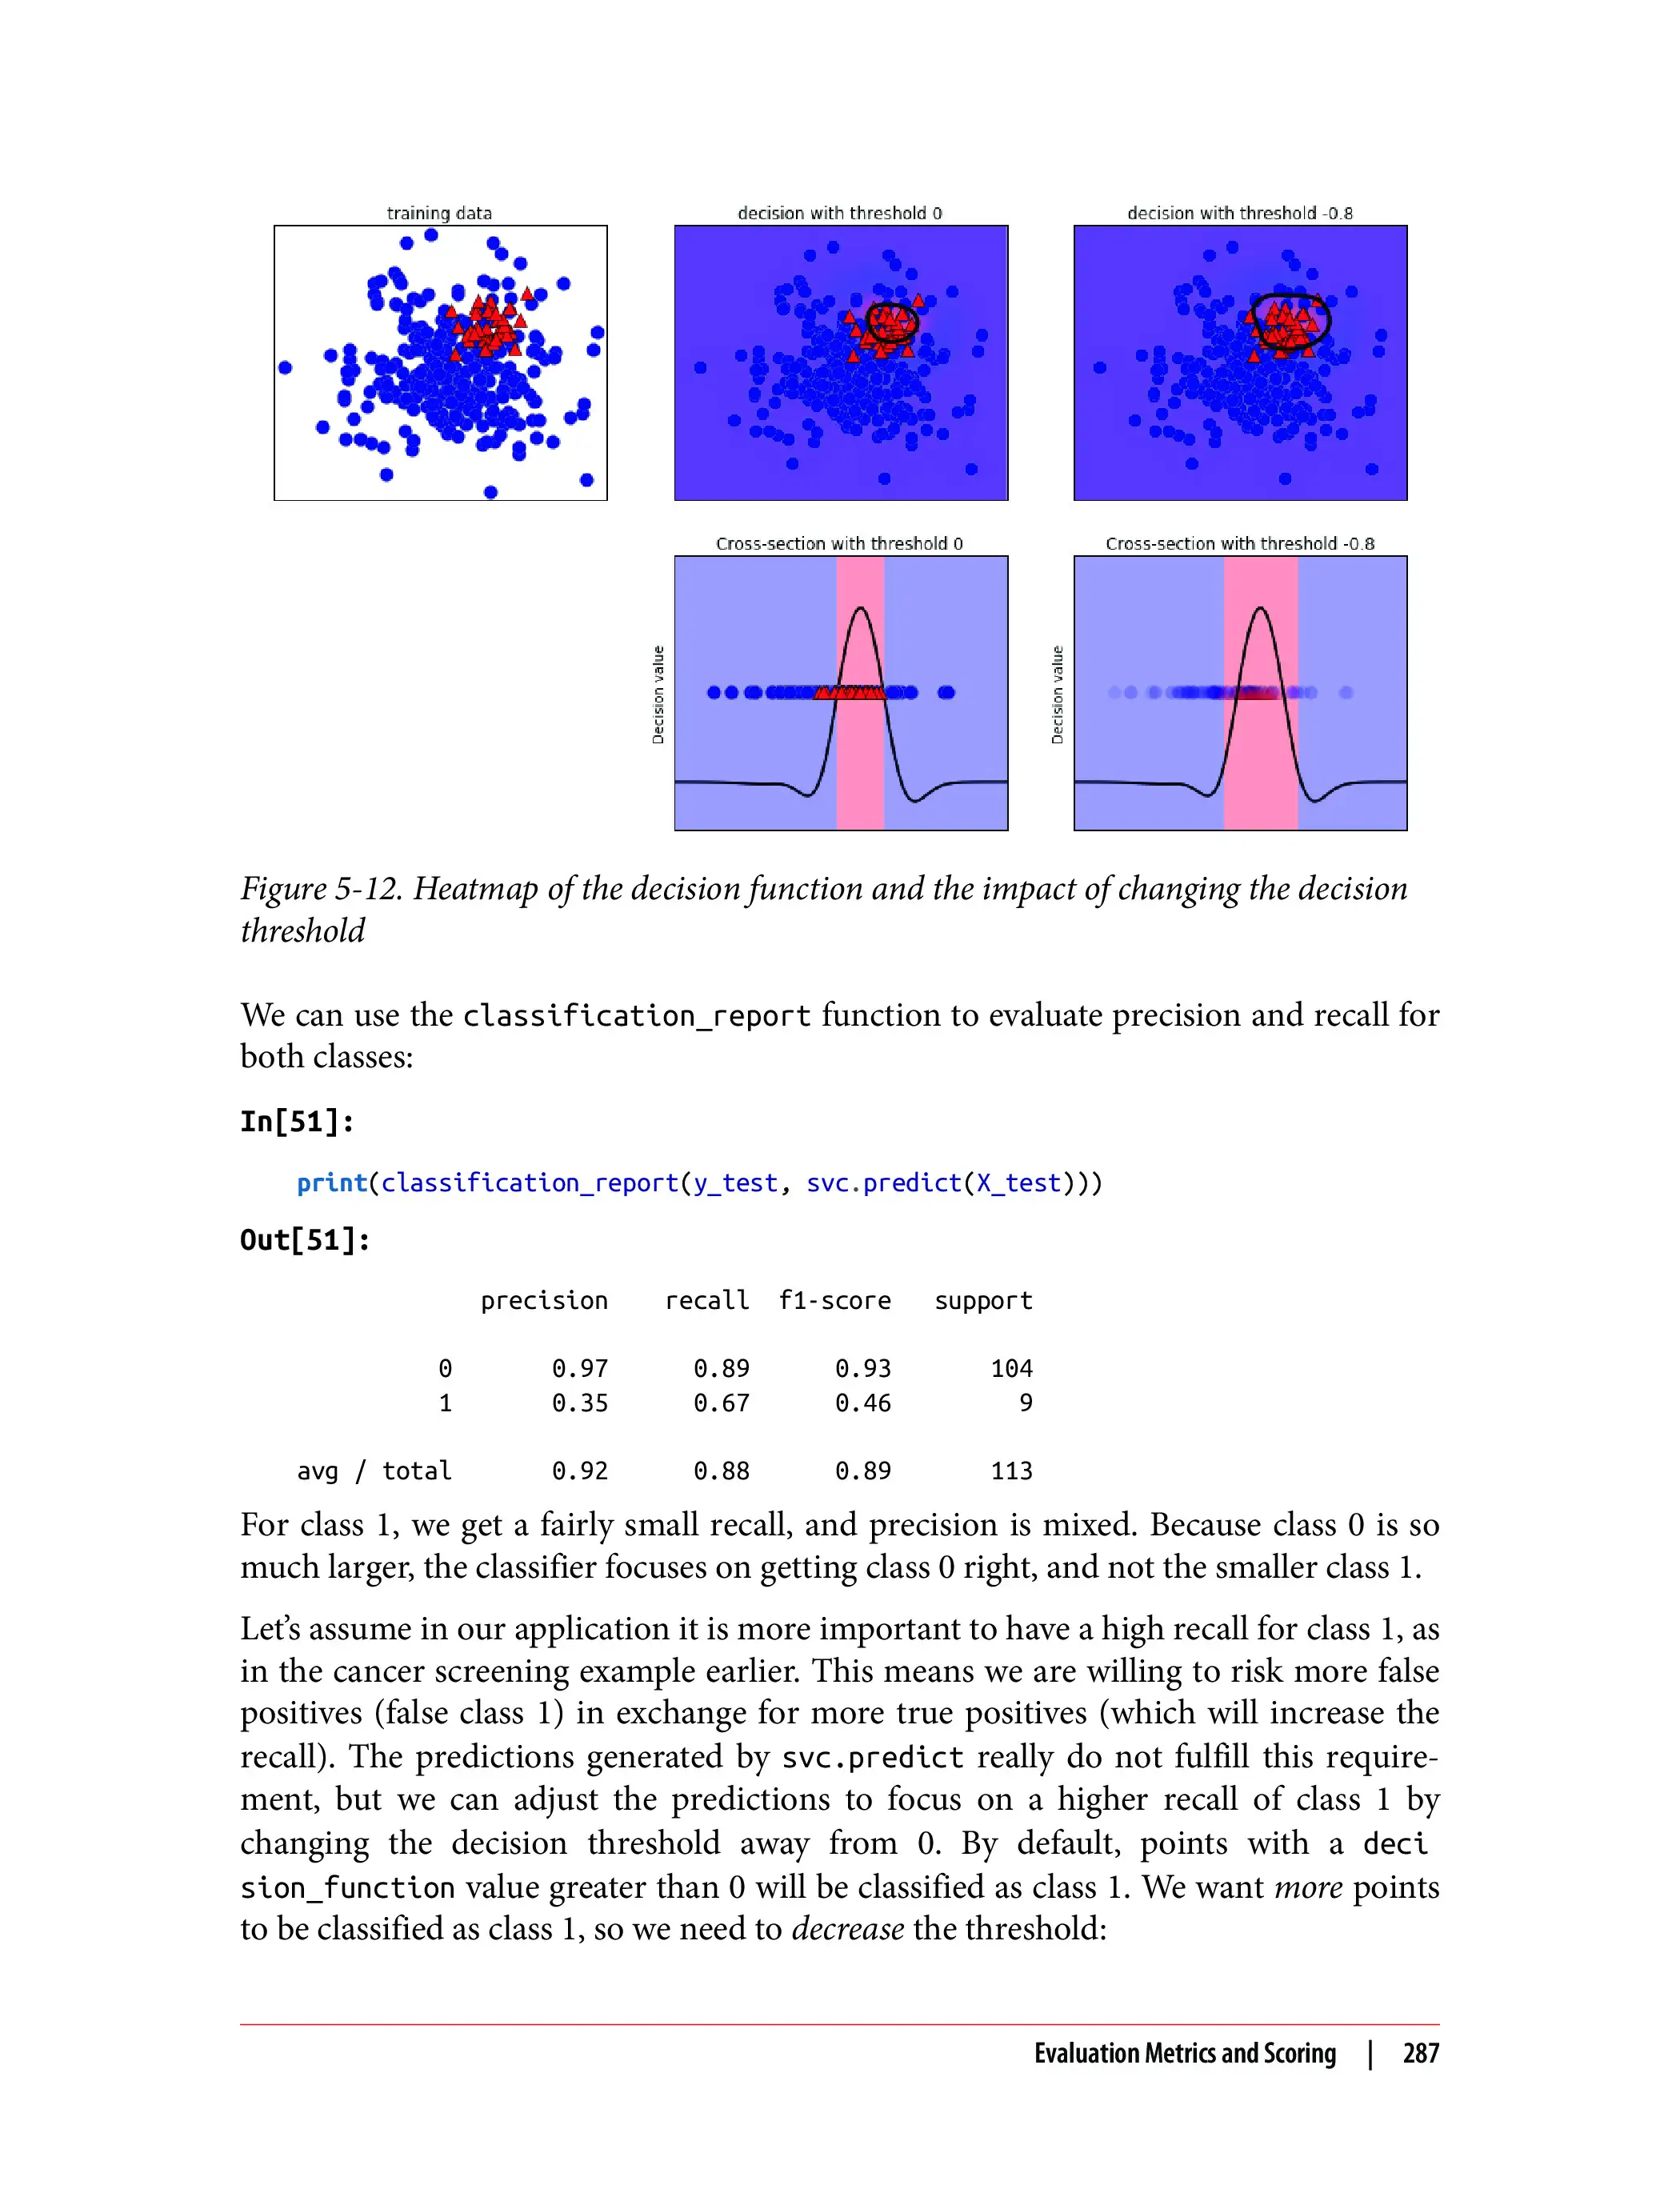 training data
decision with threshold 0
decision with threshold -0.8
Cross-section with threshold 0
Cross-section with threshold -0.8
Decision value
Decision value
Figure 5-12. Heatmap of the decision function and the impact of changing the decision
threshold
We can use the classification_report function to evaluate precision and recall for
both classes:
In[51]:
print(classification_report(y_test, svc.predict(X_test)))
Out[51]:
precision recall f1-score support
0 0.97 0.89 0.93 104
1 0.35 0.67 0.46 9
avg / total 0.92 0.88 0.89 113
For class 1, we get a fairly small recall, and precision is mixed. Because class 0 is so
much larger, the classifier focuses on getting class 0 right, and not the smaller class 1.
Let's assume in our application it is more important to have a high recall for class 1, as
in the cancer screening example earlier. This means we are willing to risk more false
positives (false class 1) in exchange for more true positives (which will increase the
recall). The predictions generated by svc.predict really do not fulfill this require-
ment, but we can adjust the predictions to focus on a higher recall of class 1 by
changing the decision threshold away from 0. By default, points with a deci
sion_function value greater than 0 will be classified as class 1. We want more points
to be classified as class 1, so we need to decrease the threshold:
Evaluation Metrics and Scoring | 287